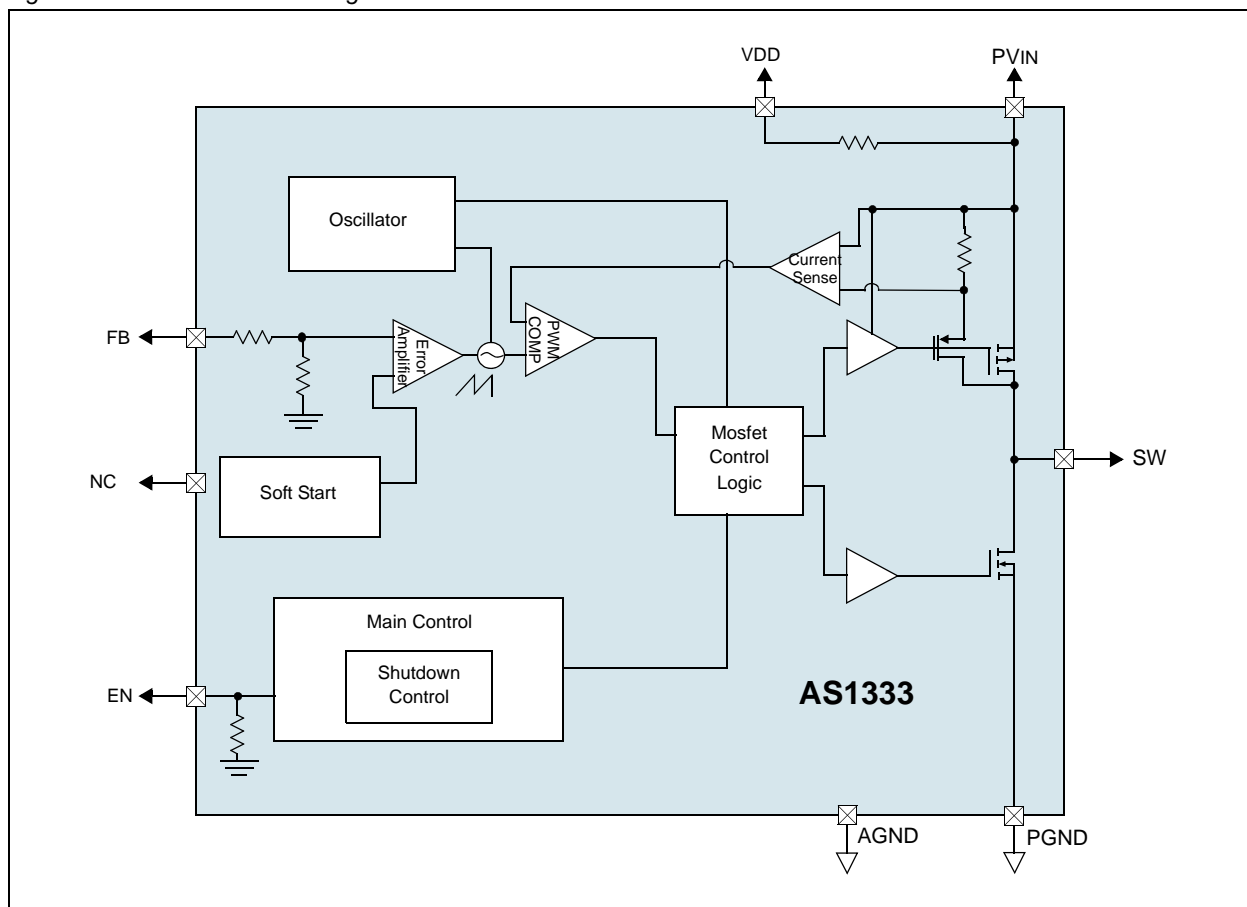 VDD
PVIN
Oscillator
Current
Sense
FB
Error
Amplifier
PWM
COMP
Mosfet
Control
Logic
NC
Soft Start
SW
Main Control
Shutdown
Control
EN
AS1333
AGND
PGND